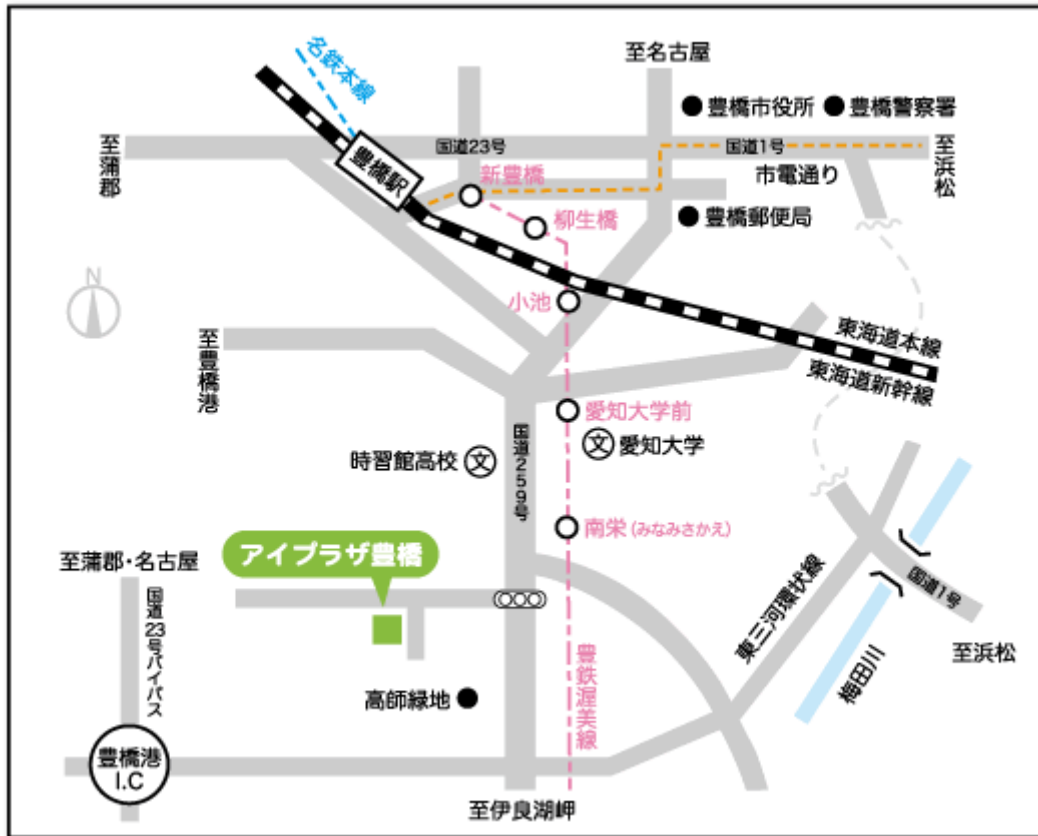 名鉄本線
至名古屋
豊橋市役所
豊橋警察署
至蒲郡
豊橋駅
国道23号
国道1号
至浜松
新豊橋
市電通り
柳生橋
豊橋郵便局
N
小池
東海道本線
東海道新幹線
至豊橋港
愛知大学前
文 愛知大学
時習館高校 文
国道259号
南栄(みなみさかえ)
アイプラザ豊橋
至蒲郡・名古屋
国道23号バイパス
東三河環状線
国道1号
梅田川
至浜松
高師緑地
豊鉄渥美線
豊橋港
I.C
至伊良湖岬